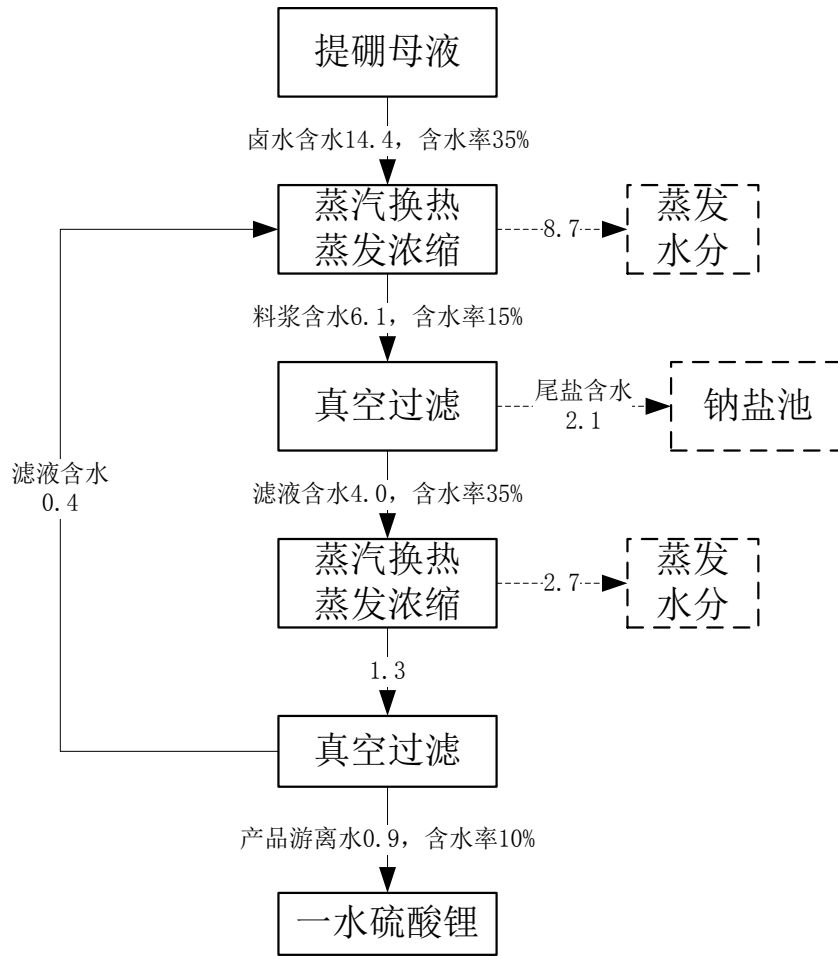 提硼母液
卤水含水14.4，含水率35%
蒸汽换热
蒸发浓缩
8.7
蒸发
水分
料浆含水6.1，含水率15%
真空过滤
尾盐含水
2.1
钠盐池
滤液含水
0.4
滤液含水4.0，含水率35%
蒸汽换热
蒸发浓缩
2.7
蒸发
水分
1.3
真空过滤
产品游离水0.9，含水率10%
一水硫酸锂